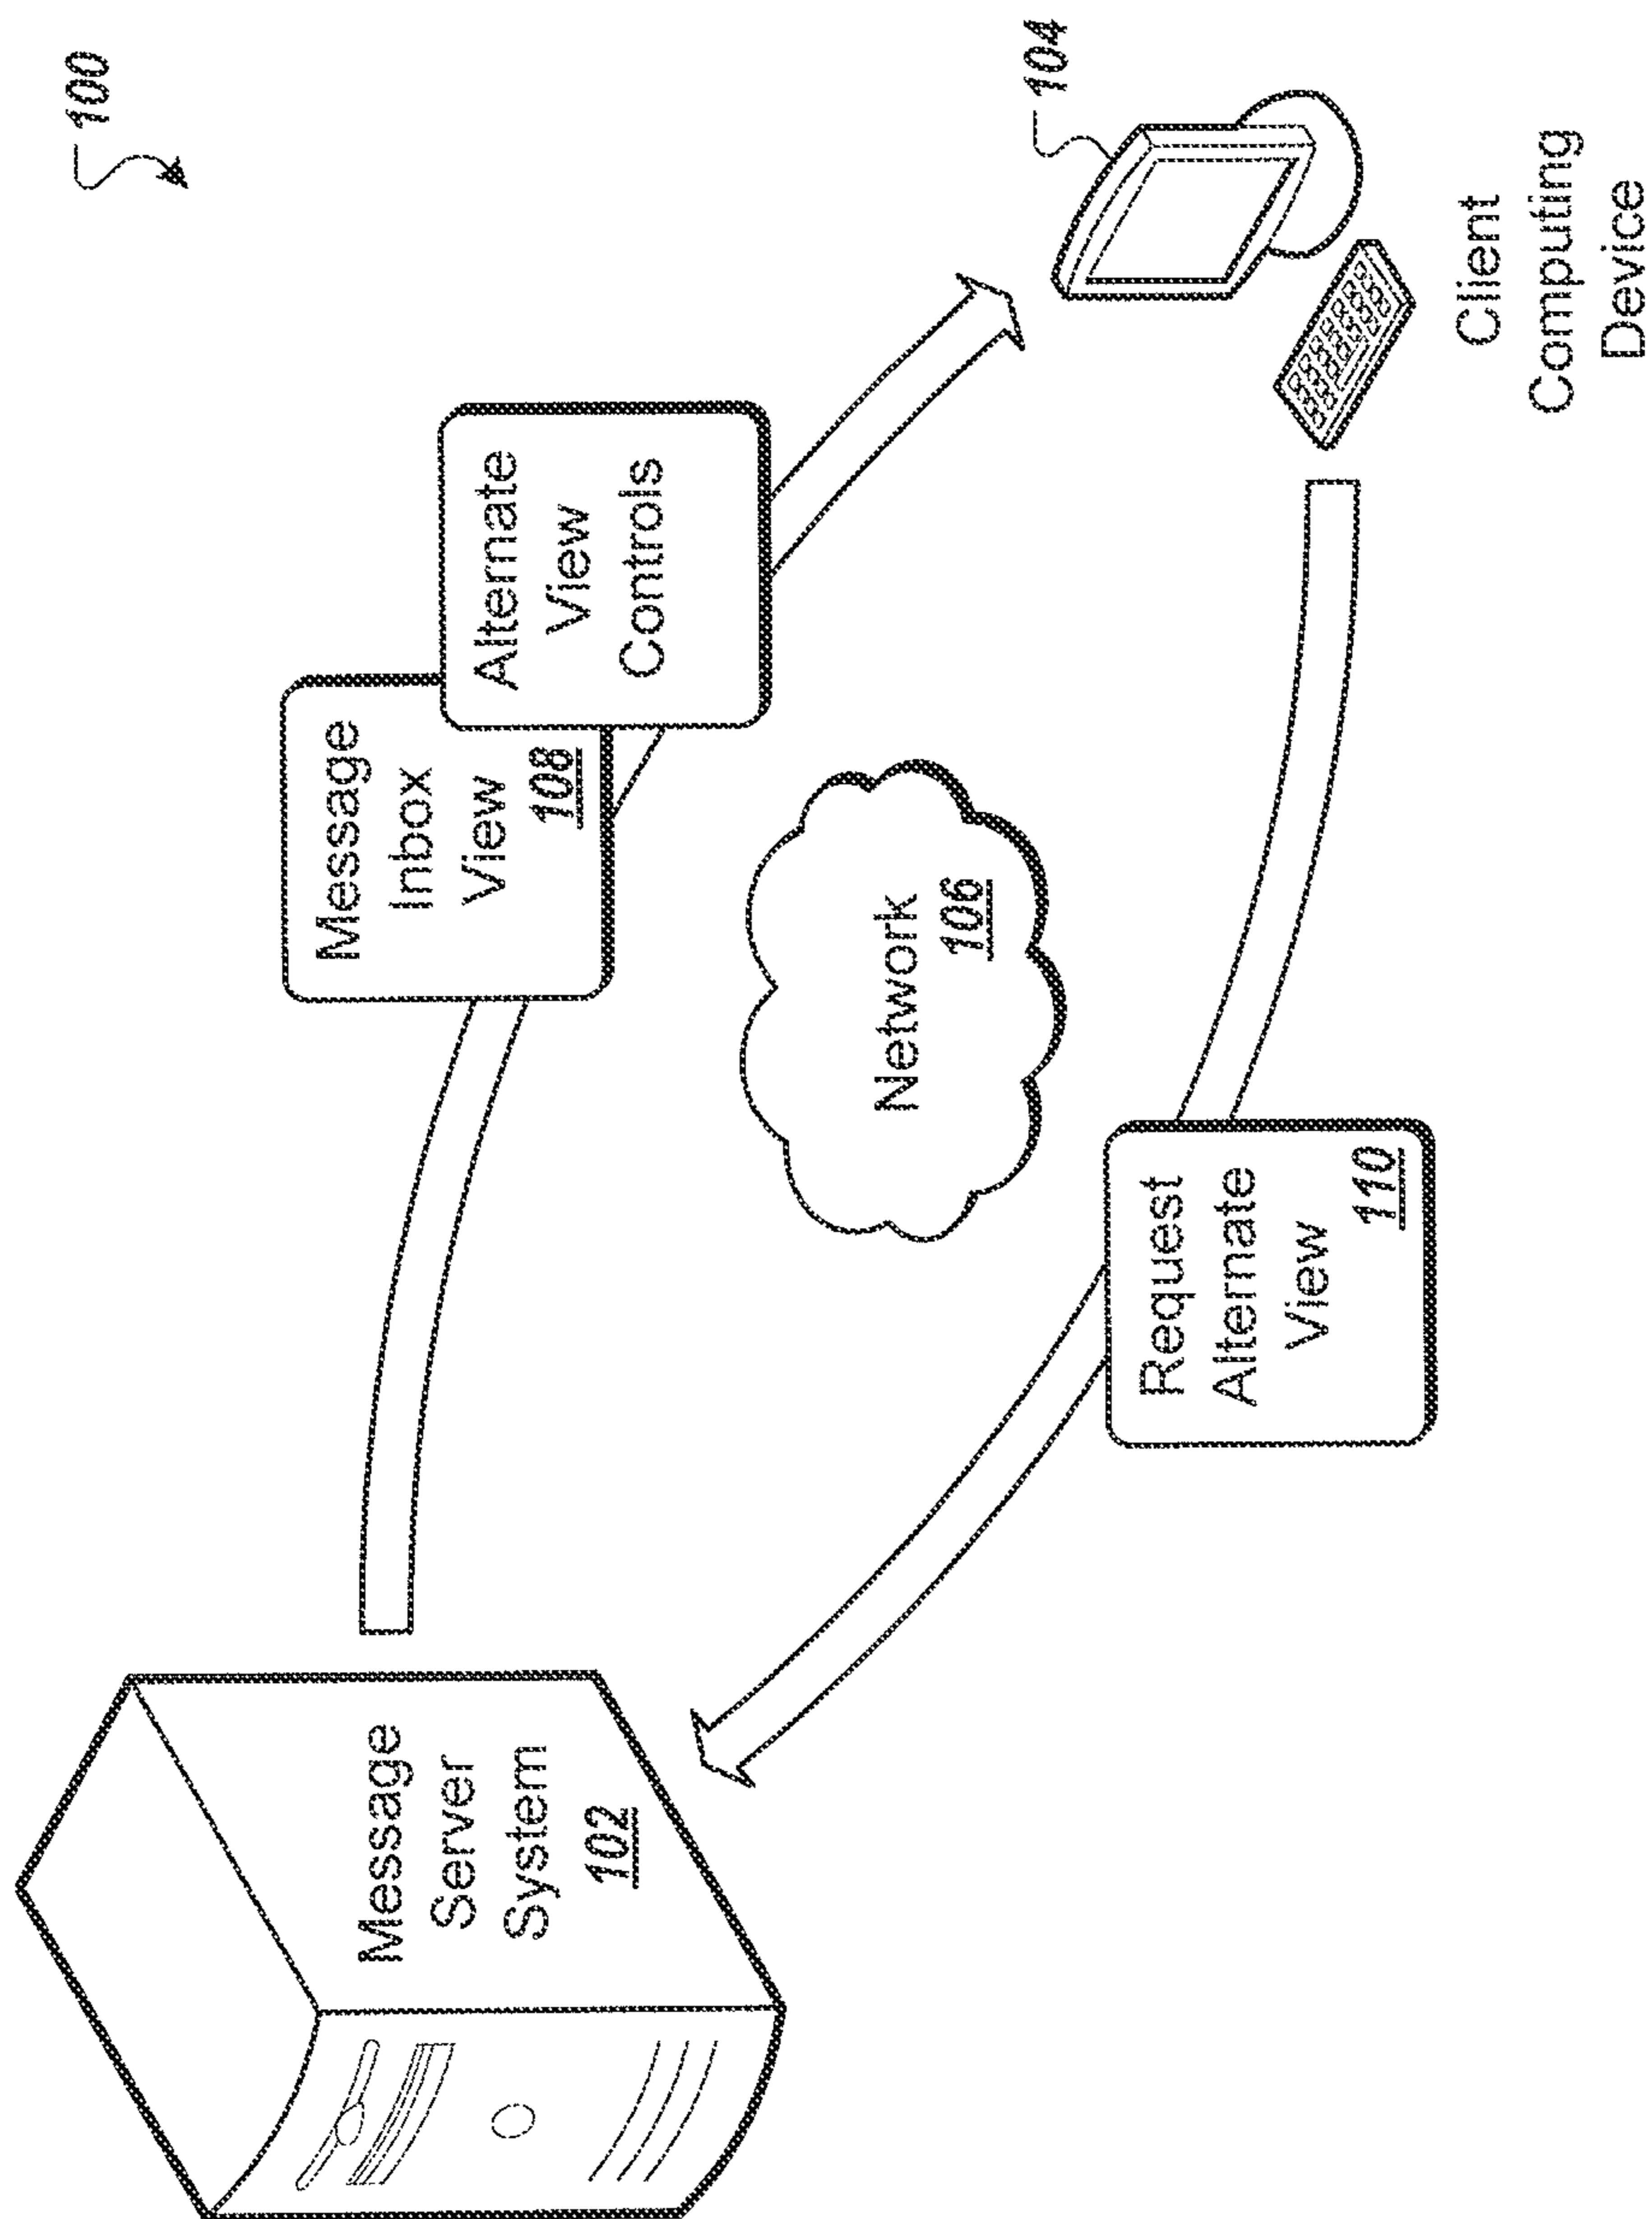 100
Message
Server
System
102
Message
Inbox
View
108
Alternate
View
Controls
Network
106
Request
Alternate
View
110
104
Client
Computing
Device